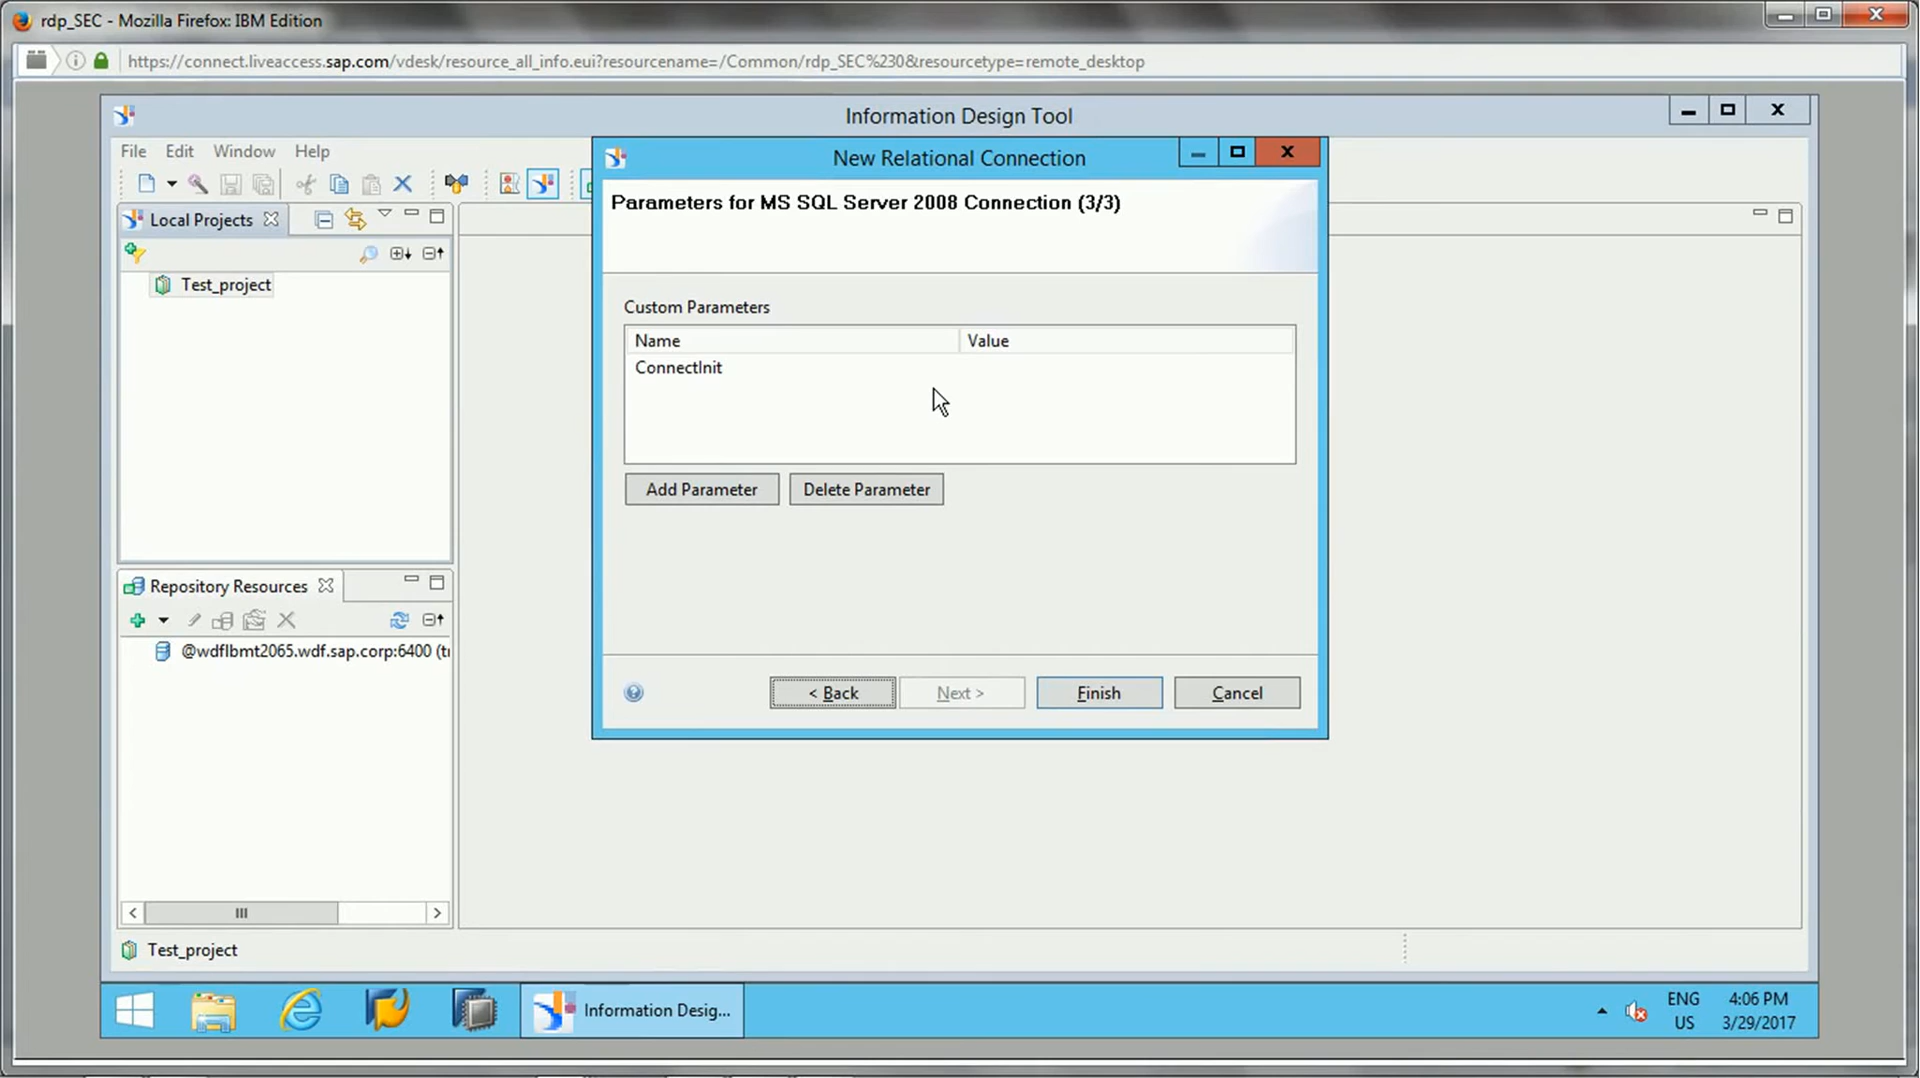 rdp_SEC - Mozilla Firefox: IBM Edition
https://connect.liveaccess.sap.com/vdesk/resource_all_info.eui?resourcename=/Common/rdp_SEC%230&resourcetype=remote_desktop
Information Design Tool
File Edit Window Help
New Relational Connection
Parameters for MS SQL Server 2008 Connection (3/3)
Local Projects
Test_project
Custom Parameters
Name Value
ConnectInit
Add Parameter Delete Parameter
Repository Resources
@wdflbmt2065.wdf.sap.corp:6400 (tr
< Back Next > Finish Cancel
Test_project
Information Desig...
ENG
US
4:06 PM
3/29/2017